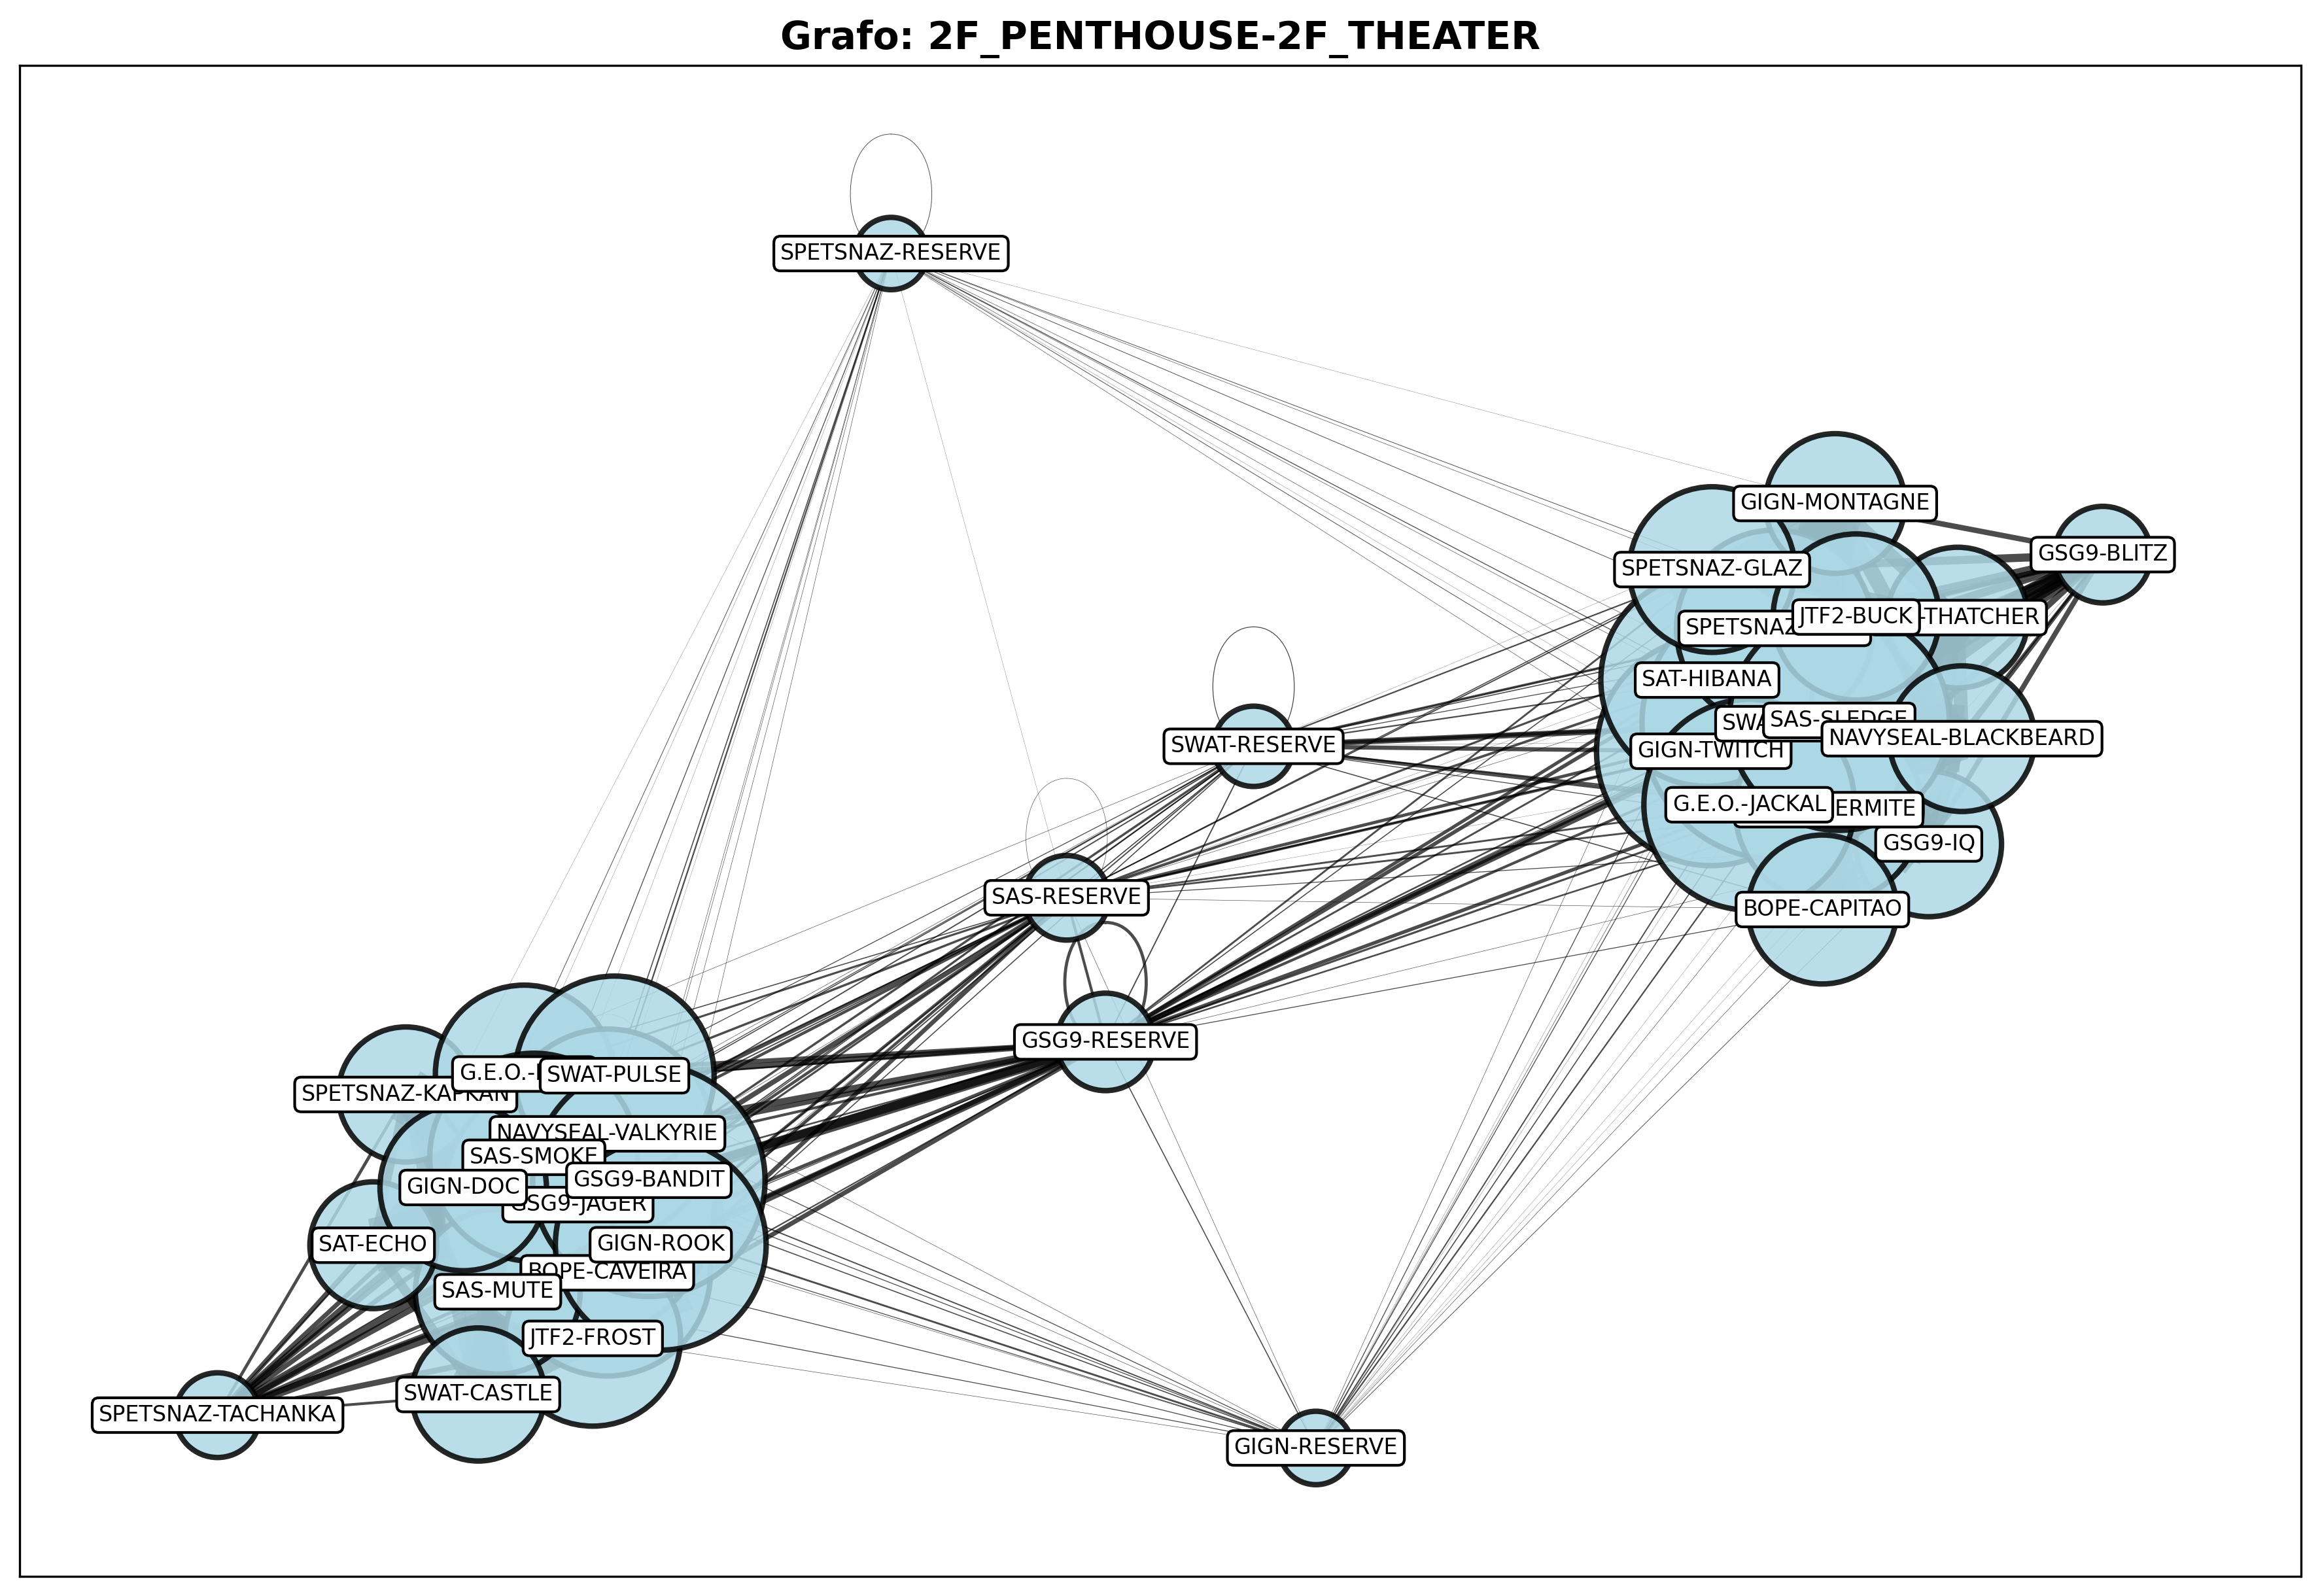 Grafo: 2F_PENTHOUSE-2F_THEATER
SPETSNAZ-RESERVE
GIGN-MONTAGNE
GSG9-BLITZ
SPETSNAZ-GLAZ
JTF2-BUCK
-THATCHER
SPETSNAZ
SAT-HIBANA
SAS-SLEDGE
NAVYSEAL-BLACKBEARD
SWAT-RESERVE
GIGN-TWITCH
G.E.O.-JACKAL
ERMITE
GSG9-IQ
SAS-RESERVE
BOPE-CAPITAO
GSG9-RESERVE
G.E.O.-
SWAT-PULSE
SPETSNAZ-KAPKAN
NAVYSEAL-VALKYRIE
SAS-SMOKE
GSG9-BANDIT
GIGN-DOC
GSG9-JAGER
SAT-ECHO
GIGN-ROOK
BOPE-CAVEIRA
SAS-MUTE
JTF2-FROST
SWAT-CASTLE
SPETSNAZ-TACHANKA
GIGN-RESERVE